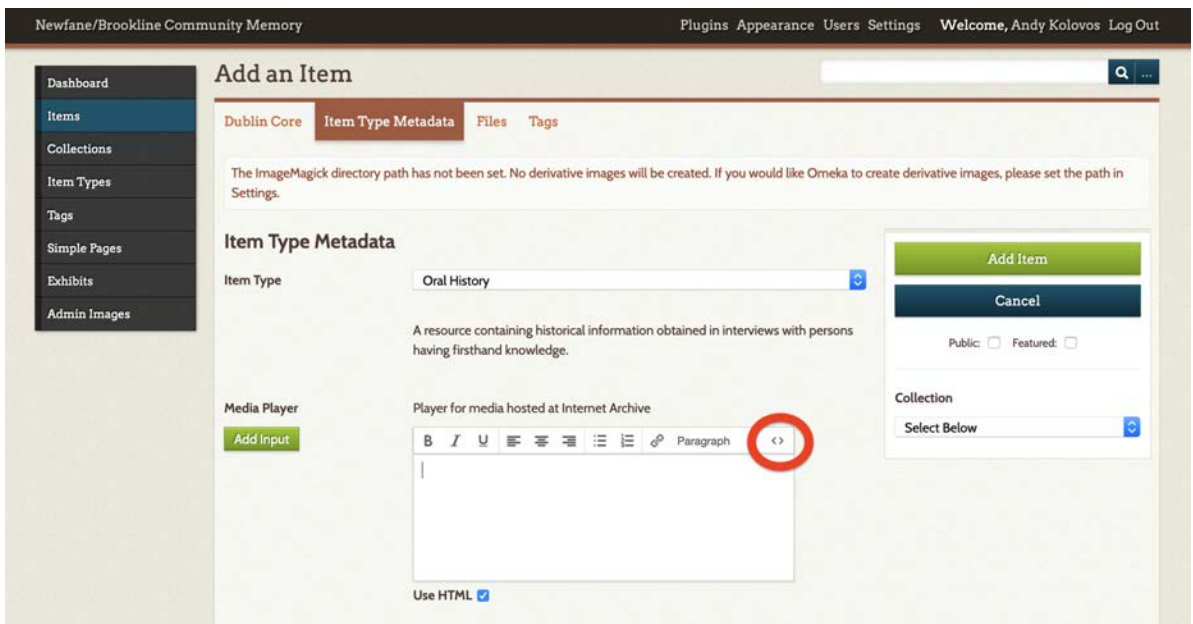 Newfane/Brookline Community Memory
Plugins Appearance Users Settings Welcome, Andy Kolovos Log Out
Dashboard
Items
Collections
Item Types
Tags
Simple Pages
Exhibits
Admin Images
Add an Item
...
Dublin Core Item Type Metadata Files Tags
The ImageMagick directory path has not been set. No derivative images will be created. If you would like Omeka to create derivative images, please set the path in
Settings.
Item Type Metadata
Item Type
Oral History
A resource containing historical information obtained in interviews with persons
having firsthand knowledge.
Media Player
Add Input
Player for media hosted at Internet Archive
B I U Paragraph <>
Use HTML
Add Item
Cancel
Public: Featured:
Collection
Select Below